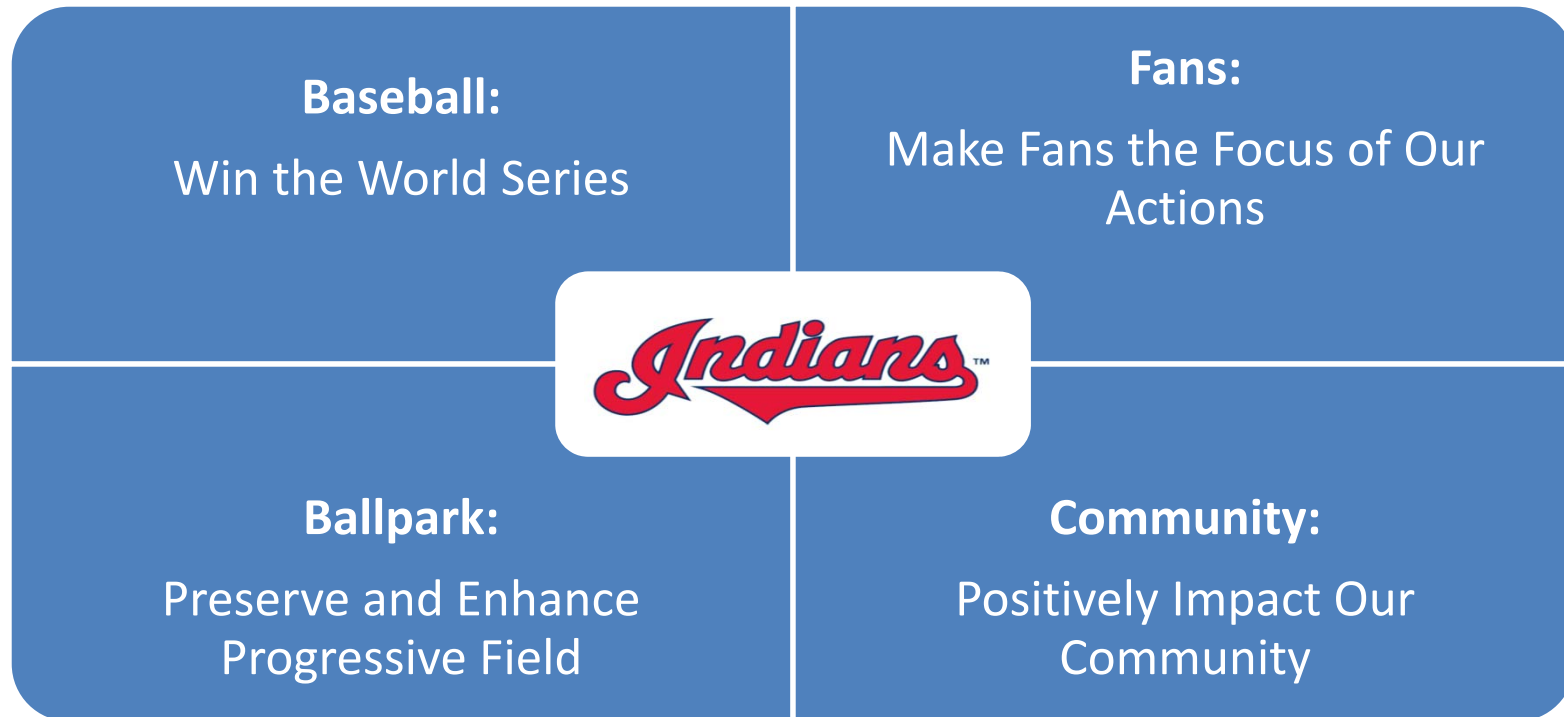 Baseball:
Win the World Series
Fans:
Make Fans the Focus of Our
Actions
Indians™
Ballpark:
Preserve and Enhance
Progressive Field
Community:
Positively Impact Our
Community